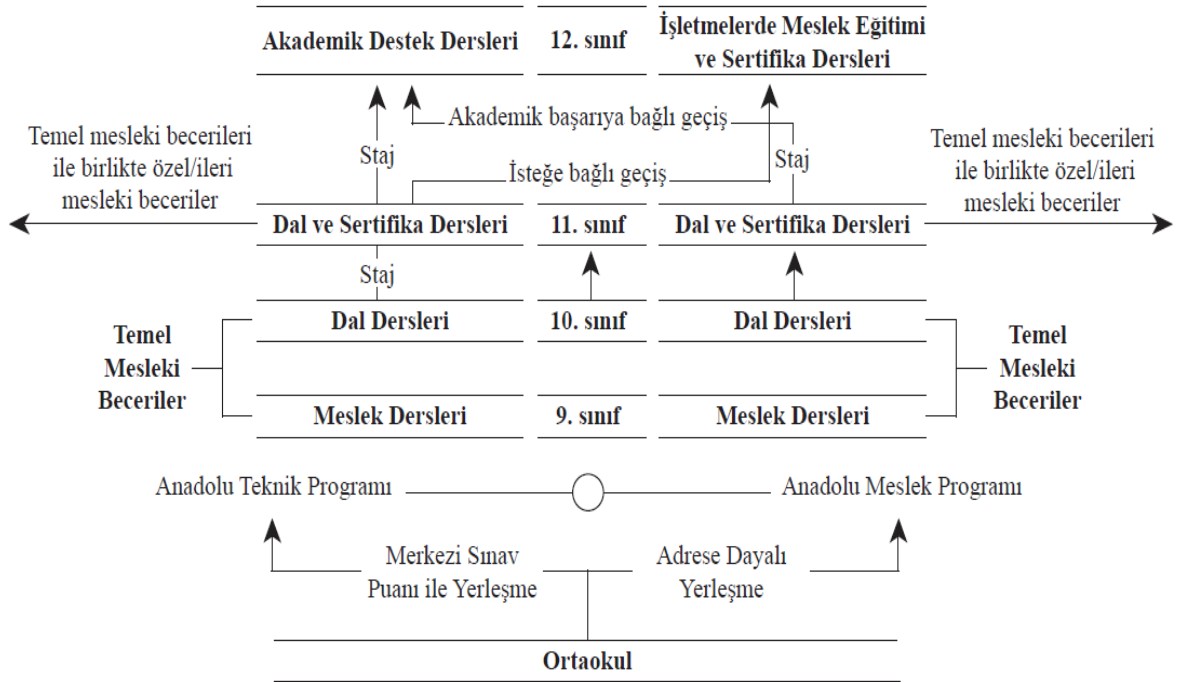 Akademik Destek Dersleri
12. sınıf
İşletmelerde Meslek Eğitimi
ve Sertifika Dersleri
Akademik başarıya bağlı geçiş
Temel mesleki becerileri
ile birlikte özel/ileri
mesleki beceriler
Staj
İsteğe bağlı geçiş
Staj
Temel mesleki becerileri
ile birlikte özel/ileri
mesleki beceriler
Dal ve Sertifika Dersleri
11. sınıf
Dal ve Sertifika Dersleri
Staj
Temel
Mesleki
Beceriler
Dal Dersleri
10. sınıf
Dal Dersleri
Temel
Mesleki
Beceriler
Meslek Dersleri
9. sınıf
Meslek Dersleri
Anadolu Teknik Programı
Anadolu Meslek Programı
Merkezi Sınav
Puanı ile Yerleşme
Adrese Dayalı
Yerleşme
Ortaokul